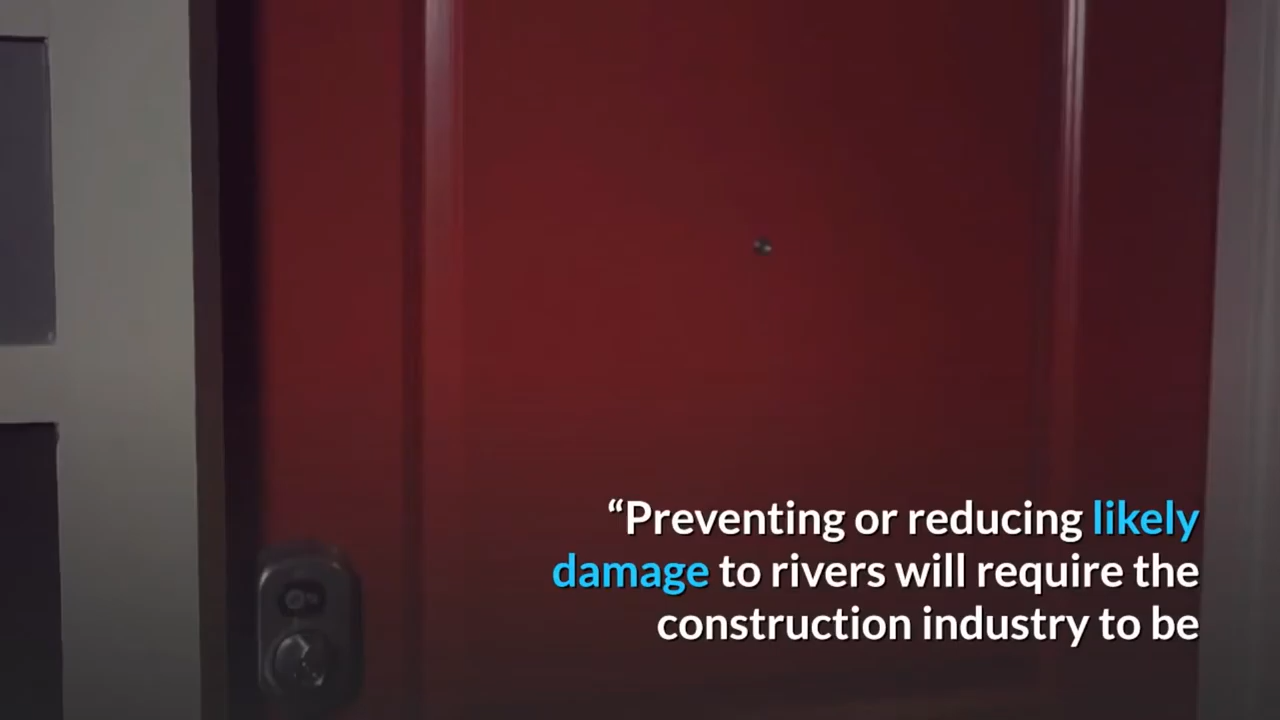 “Preventing or reducing likely
damage to rivers will require the
construction industry to be